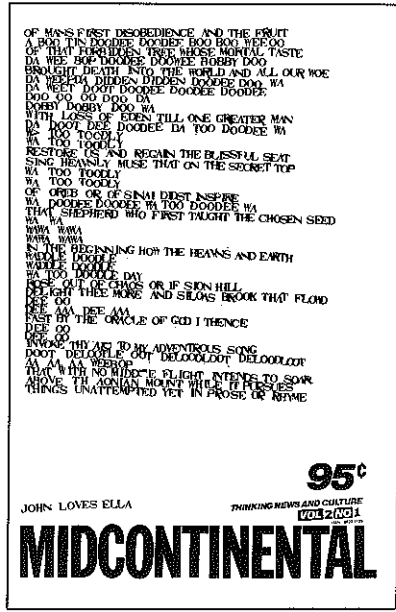 OF MANS FIRST DISOBEDIENCE AND THE FRUIT
A BOO TIN DOODEE DOODEE BOO BOO WEE OO
OF THAT FORBIDDEN TREE WHOSE MORTAL TASTE
DA WEE BOP DOODEE DOOWEE BOBBY DOO
BROUGHT DEATH INTO THE WORLD AND ALL OUR WOE
DA WEEPDA DIDDEN DIDDEN DOODEE DOO WA
DA WEET DOOT DOODEE DOODEE DOODEE
DOO OO OO DOO DA
DOBBY DOBBY DOO WA
WITH LOSS OF EDEN TILL ONE GREATER MAN
DA DOOT DEE DOODEE DA TOO DOODEE WA
WA TOO TOODLY
WA TOO TOODLY
RESTORE US AND REGAIN THE BLISSFUL SEAT
SING HEAVNLY MUSE THAT ON THE SECRET TOP
WA TOO TOODLY
WA TOO TOODLY
OF OREB OR OF SINAI DIDST INSPIRE
WA DOODEE DOODEE WA TOO DOODEE WA
THAT SHEPHERD WHO FIRST TAUGHT THE CHOSEN SEED
WA WA
WAWA WAWA
WAWA WAWA
IN THE BEGINNING HOW THE HEAVNS AND EARTH
WADDLE DOODLE
WADDLE DOODLE
WA TOO DOODLE DAY
ROSE OUT OF CHAOS OR IF SION HILL
DELIGHT THEE MORE AND SILOAS BROOK THAT FLOWD
DEE OO
DEE AAA DEE AAA
FAST BY THE ORACLE OF GOD I THENCE
DEE OO
DEE OO
INVOKE THY AID TO MY ADVENTROUS SONG
DOOT DELOOTLE OOT DELOODLOOT DELOODLOOT
AA AA AA WEEBOP
THAT WITH NO MIDDLE FLIGHT INTENDS TO SOAR
ABOVE TH AONIAN MOUNT WHILE IT PURSUES
THINGS UNATTEMPTED YET IN PROSE OR RHYME
95¢
JOHN LOVES ELLA
THINKING NEWS AND CULTURE
VOL 2 NO 1
MIDCONTINENTAL